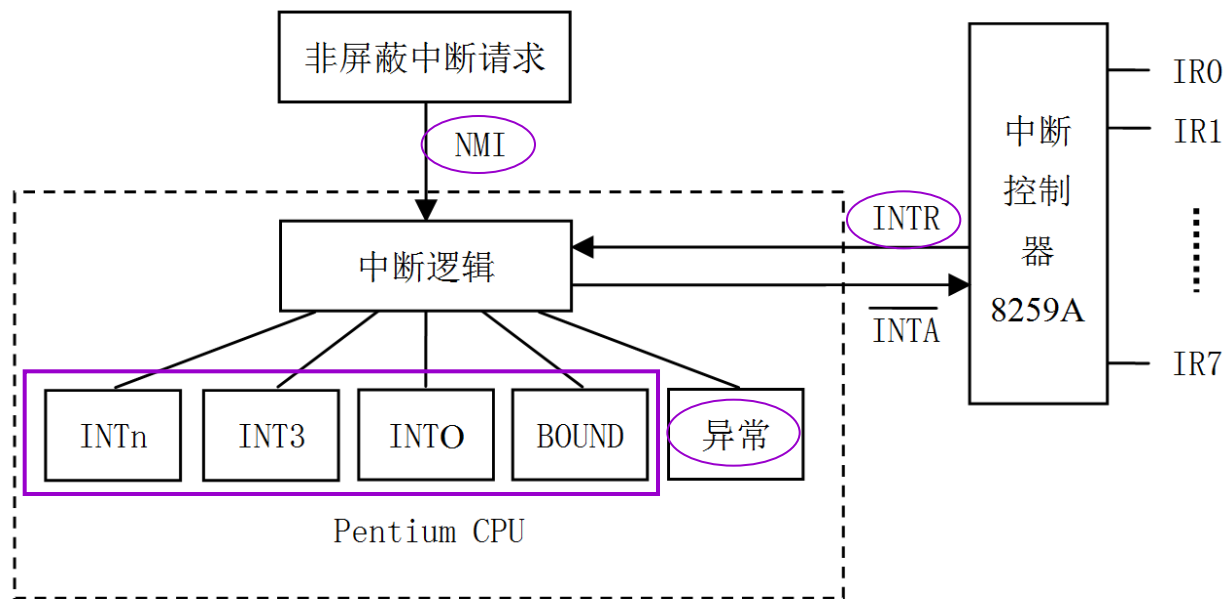 非屏蔽中断请求
NMI
中断逻辑
INTR
INTA
中断
控制
器
8259A
IR0
IR1
IR7
INTn
INT3
INTO
BOUND
异常
Pentium CPU